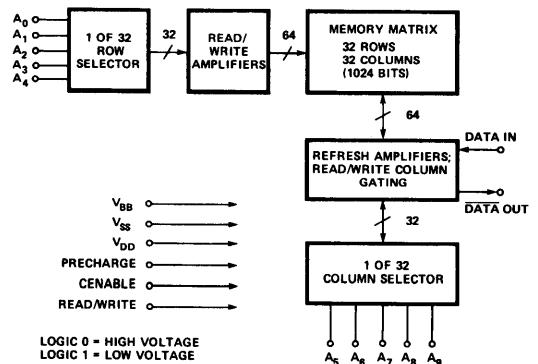 A0
A1
A2
A3
A4
1 OF 32
ROW
SELECTOR
32
READ/
WRITE
AMPLIFIERS
64
MEMORY MATRIX
32 ROWS
32 COLUMNS
(1024 BITS)
64
DATA IN
REFRESH AMPLIFIERS;
READ/WRITE COLUMN
GATING
DATA OUT
32
1 OF 32
COLUMN SELECTOR
VBB
VSS
VDD
PRECHARGE
CENABLE
READ/WRITE
LOGIC 0 = HIGH VOLTAGE
LOGIC 1 = LOW VOLTAGE
A5 A6 A7 A8 A9